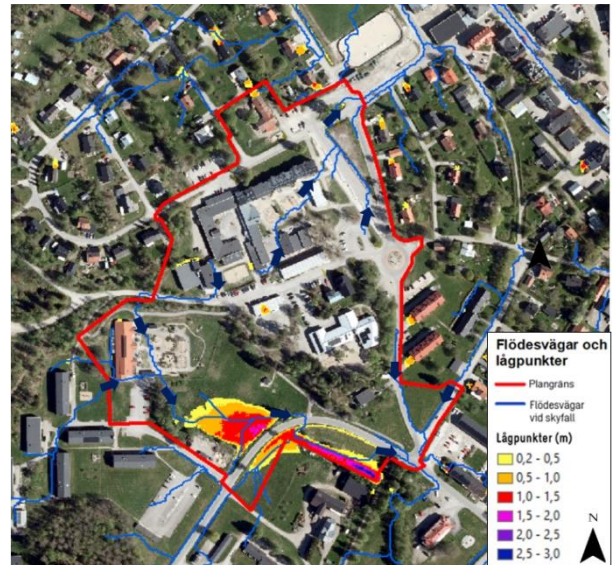 N
Flödesvägar och
lågpunkter
Plangräns
Flödesvägar
vid skyfall
Lågpunkter (m)
0,2 - 0,5
0,5 - 1,0
1,0 - 1,5
1,5 - 2,0
2,0 - 2,5
2,5 - 3,0